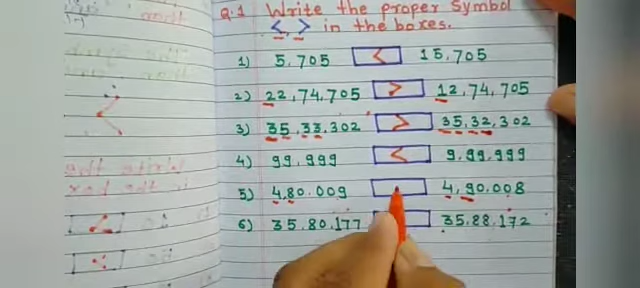 Q.1 Write the proper Symbol
<, > in the boxes.
1) 5,705 < 15,705
2) 22,74,705 > 12,74,705
3) 35,33,302 > 35,32,302
4) 99,999 < 9,99,999
5) 4,80,009 4,90,008
6) 35,80,177 35,88,172